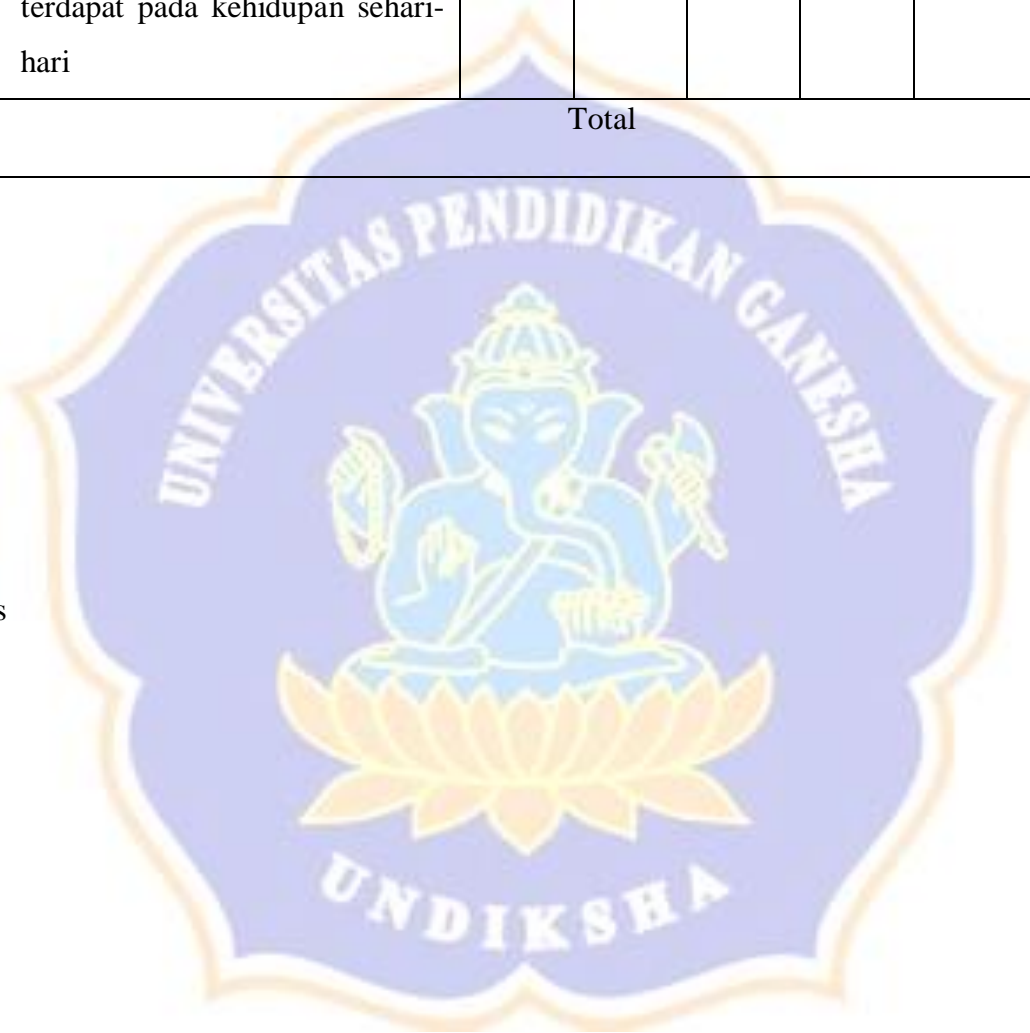 terdapat pada kehidupan sehari-
hari
Total
UNIVERSITAS PENDIDIKAN GANESHA
s
UNDIKSHA